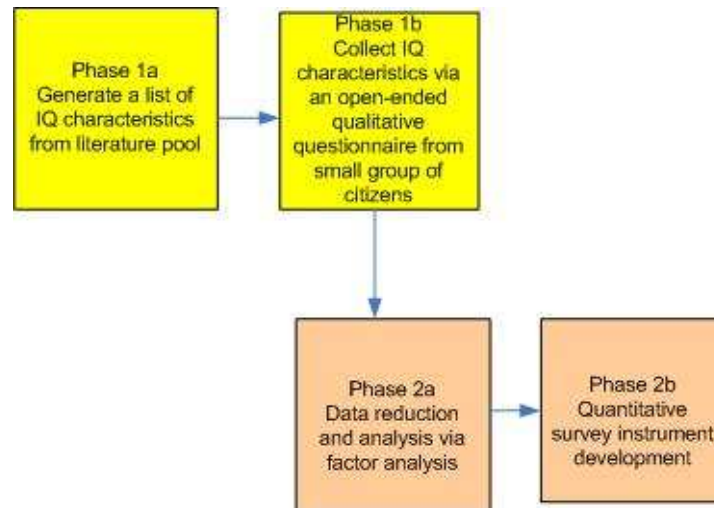 Phase 1a
Generate a list of
IQ characteristics
from literature pool
Phase 1b
Collect IQ
characteristics via
an open-ended
qualitative
questionnaire from
small group of
citizens
Phase 2a
Data reduction
and analysis via
factor analysis
Phase 2b
Quantitative
survey instrument
development